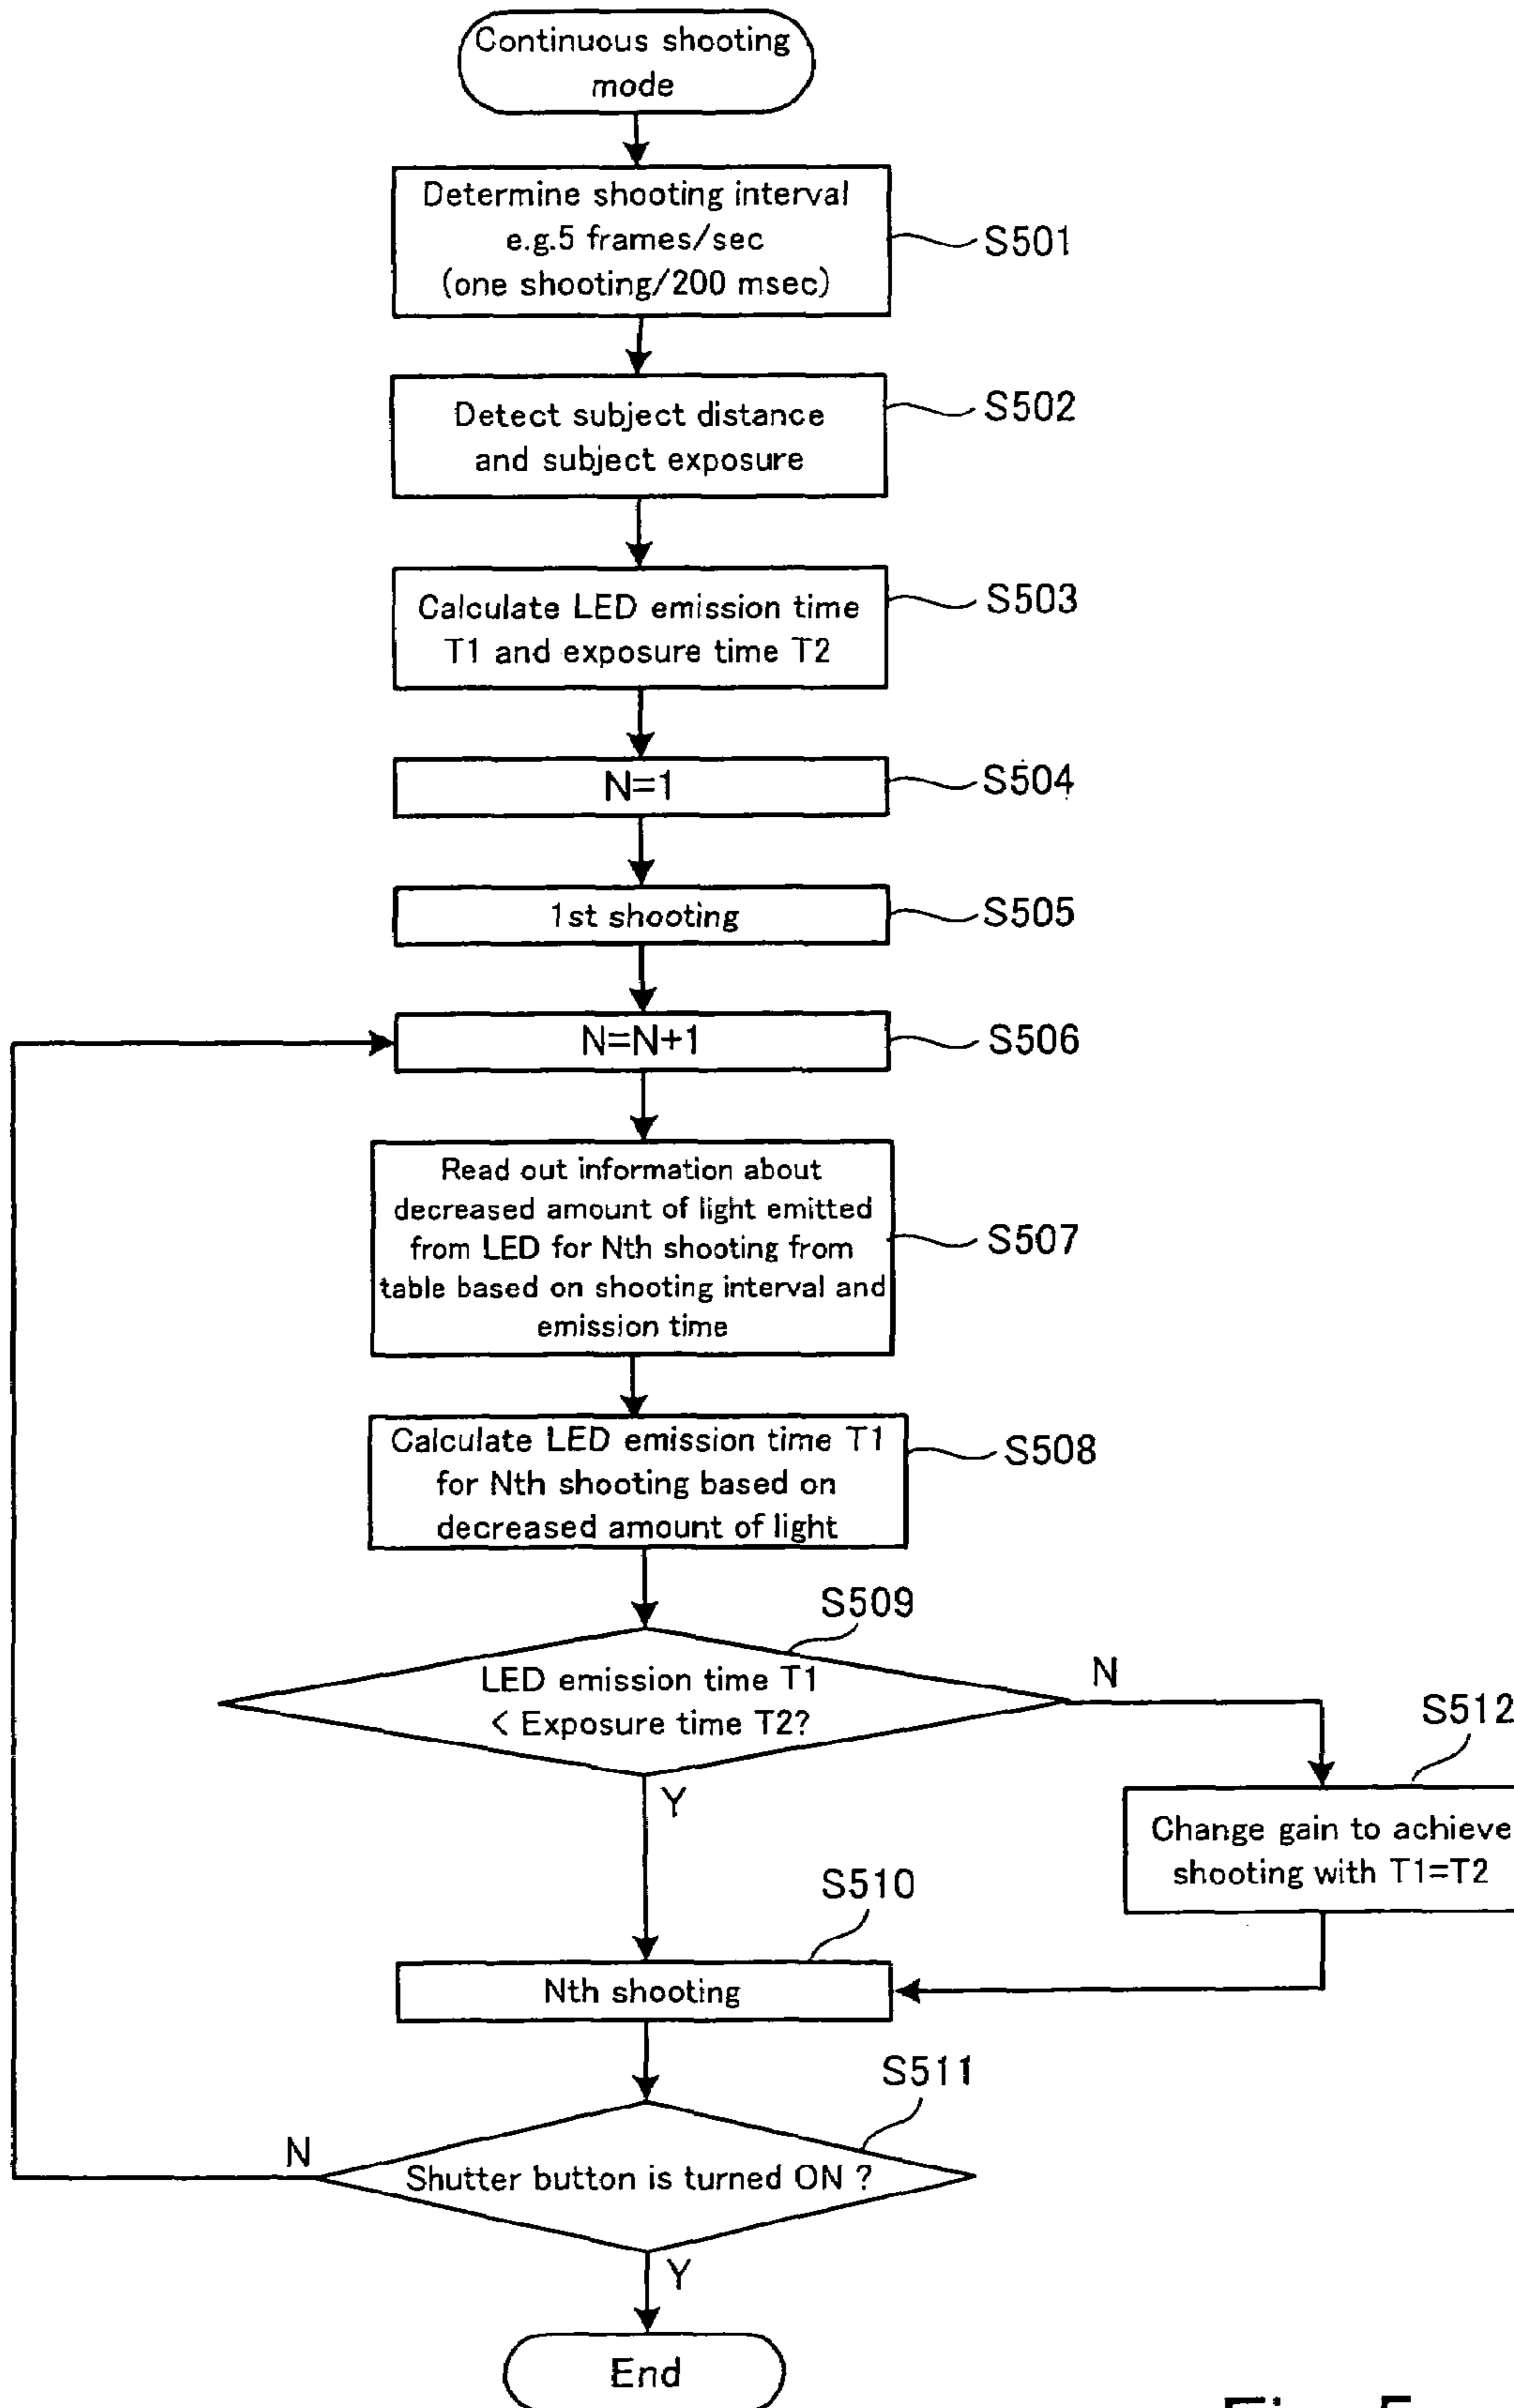 Continuous shooting
mode
Determine shooting interval
e.g.5 frames/sec
(one shooting/200 msec)
S501
Detect subject distance
and subject exposure
S502
Calculate LED emission time
T1 and exposure time T2
S503
N=1
S504
1st shooting
S505
N=N+1
S506
Read out information about
decreased amount of light emitted
from LED for Nth shooting from
table based on shooting interval and
emission time
S507
Calculate LED emission time T1
for Nth shooting based on
decreased amount of light
S508
S509
LED emission time T1
< Exposure time T2?
N
Y
S512
Change gain to achieve
shooting with T1=T2
S510
Nth shooting
S511
Shutter button is turned ON ?
N
Y
End